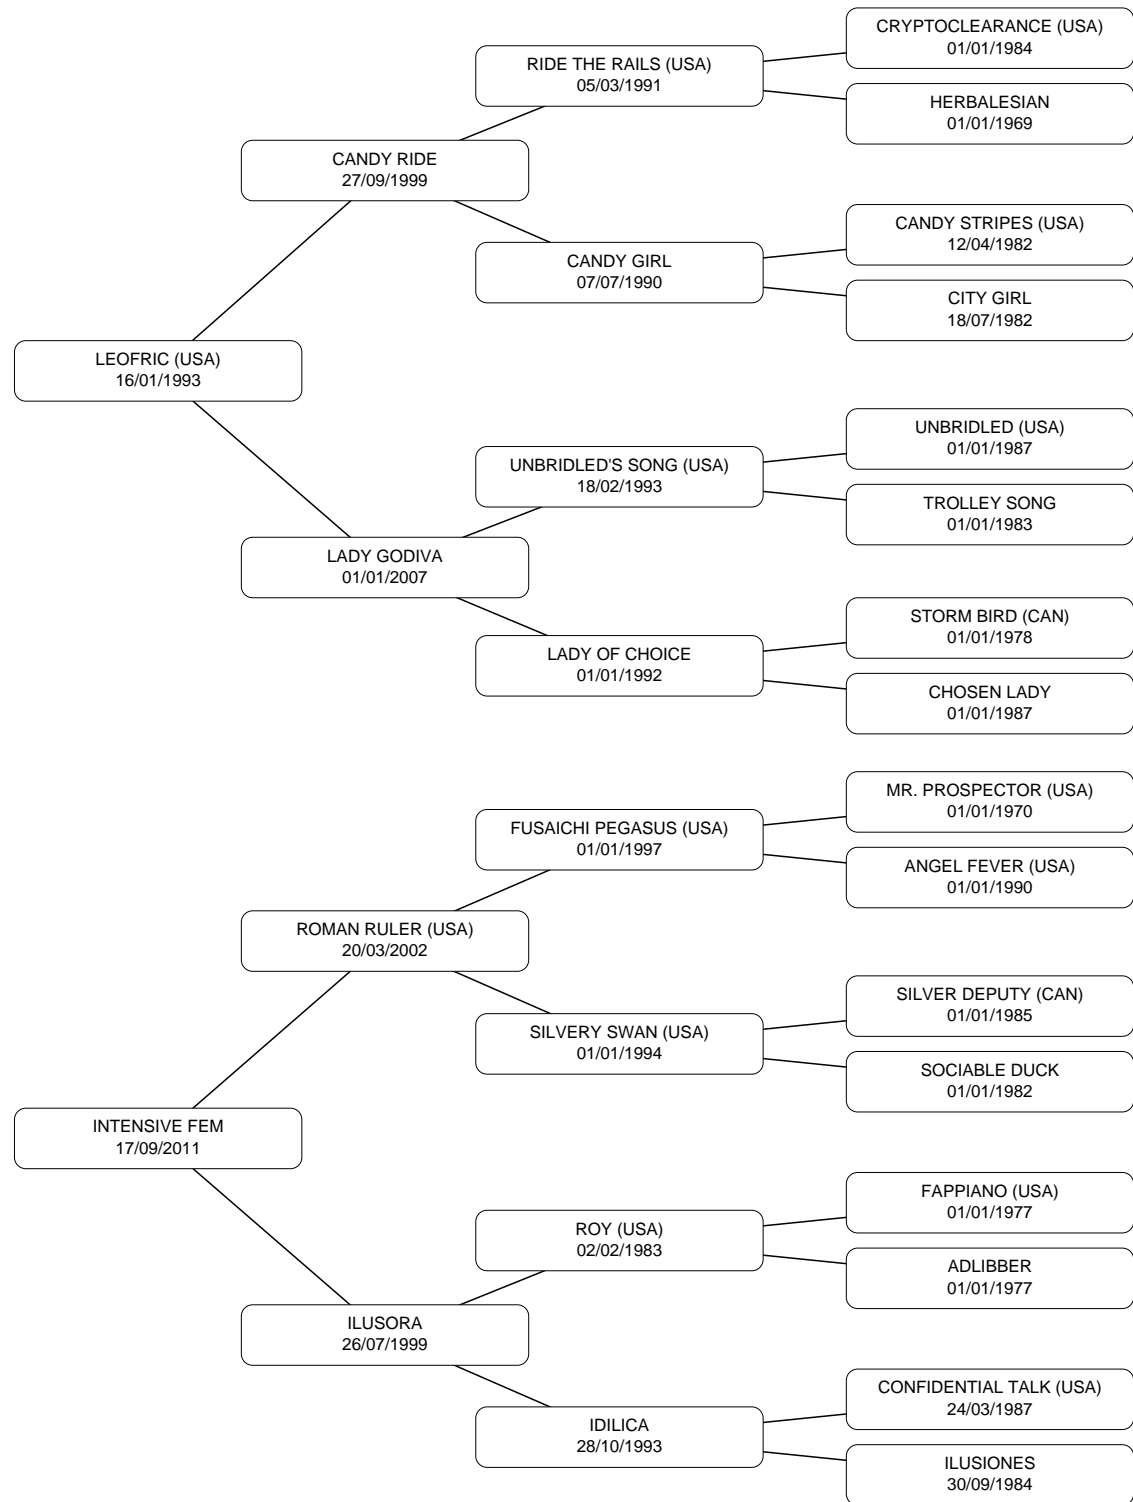 CRYPTOCLEARANCE (USA)
01/01/1984
RIDE THE RAILS (USA)
05/03/1991
HERBALESIAN
01/01/1969
CANDY RIDE
27/09/1999
CANDY STRIPES (USA)
12/04/1982
CANDY GIRL
07/07/1990
CITY GIRL
18/07/1982
LEOFRIC (USA)
16/01/1993
UNBRIDLED (USA)
01/01/1987
UNBRIDLED'S SONG (USA)
18/02/1993
TROLLEY SONG
01/01/1983
LADY GODIVA
01/01/2007
STORM BIRD (CAN)
01/01/1978
LADY OF CHOICE
01/01/1992
CHOSEN LADY
01/01/1987
MR. PROSPECTOR (USA)
01/01/1970
FUSAICHI PEGASUS (USA)
01/01/1997
ANGEL FEVER (USA)
01/01/1990
ROMAN RULER (USA)
20/03/2002
SILVER DEPUTY (CAN)
01/01/1985
SILVERY SWAN (USA)
01/01/1994
SOCIABLE DUCK
01/01/1982
INTENSIVE FEM
17/09/2011
FAPPIANO (USA)
01/01/1977
ROY (USA)
02/02/1983
ADLIBBER
01/01/1977
ILUSORA
26/07/1999
CONFIDENTIAL TALK (USA)
24/03/1987
IDILICA
28/10/1993
ILUSIONES
30/09/1984